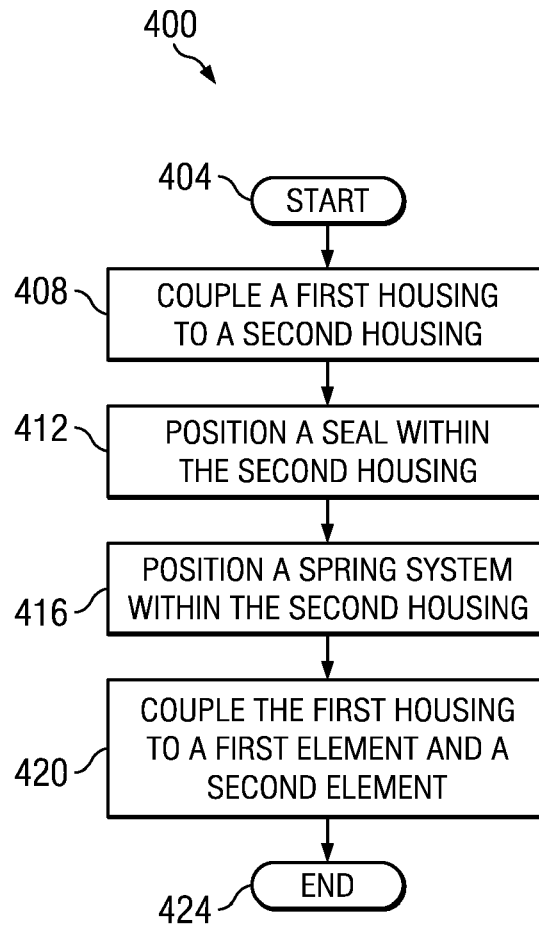 400
404
START
408
COUPLE A FIRST HOUSING
TO A SECOND HOUSING
412
POSITION A SEAL WITHIN
THE SECOND HOUSING
416
POSITION A SPRING SYSTEM
WITHIN THE SECOND HOUSING
420
COUPLE THE FIRST HOUSING
TO A FIRST ELEMENT AND A
SECOND ELEMENT
424
END